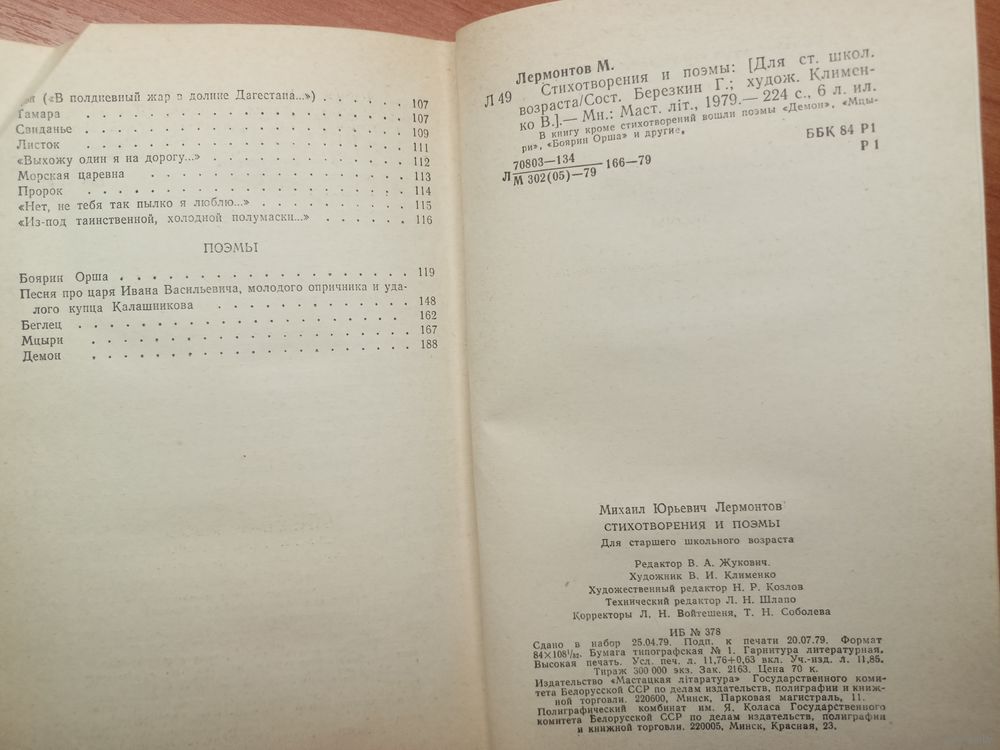 («В полдневный жар в долине Дагестана...») . . . . . . 107
Тамара . . . . . . . . . . . . . . . . 107
Свиданье . . . . . . . . . . . . . . . . 109
Листок . . . . . . . . . . . . . . . . 111
«Выхожу один я на дорогу...» . . . . . . . . . . 112
Морская царевна . . . . . . . . . . . . . 113
Пророк . . . . . . . . . . . . . . . . 114
«Нет, не тебя так пылко я люблю...» . . . . . . . . 115
«Из-под таинственной, холодной полумаски...» . . . . . . 116
ПОЭМЫ
Боярин Орша . . . . . . . . . . . . . . . 119
Песня про царя Ивана Васильевича, молодого опричника и уда-
лого купца Калашникова . . . . . . . . . . 148
Беглец . . . . . . . . . . . . . . . . 162
Мцыри . . . . . . . . . . . . . . . . 167
Демон . . . . . . . . . . . . . . . . 188
Лермонтов М.
Л 49 Стихотворения и поэмы: [Для ст. школ.
возраста/Сост. Березкин Г.; худож. Климен-
ко В.].— Мн.: Маст. літ., 1979.— 224 с., 6 л. ил.
В книгу кроме стихотворений вошли поэмы «Демон», «Мцы-
ри», «Боярин Орша» и другие.
Л 70803—134
М 302(05)—79 166—79
ББК 84 Р1
Р 1
Михаил Юрьевич Лермонтов
СТИХОТВОРЕНИЯ И ПОЭМЫ
Для старшего школьного возраста
Редактор В. А. Жукович.
Художник В. И. Клименко
Художественный редактор Н. Р. Козлов
Технический редактор Л. Н. Шлапо
Корректоры Л. Н. Войтешеня, Т. Н. Соболева
ИБ № 378
Сдано в набор 25.04.79. Подп. к печати 20.07.79. Формат
84×108¹/₃₂. Бумага типографская № 1. Гарнитура литературная.
Высокая печать. Усл. печ. л. 11,76+0,63 вкл. Уч.-изд. л. 11,85.
Тираж 300 000 экз. Зак. 2163. Цена 70 к.
Издательство «Мастацкая літаратура» Государственного коми-
тета Белорусской ССР по делам издательств, полиграфии и книж-
ной торговли. 220600, Минск, Парковая магистраль, 11.
Полиграфический комбинат им. Я. Коласа Государственного
комитета Белорусской ССР по делам издательств, полиграфии
и книжной торговли. 220005, Минск, Красная, 23.